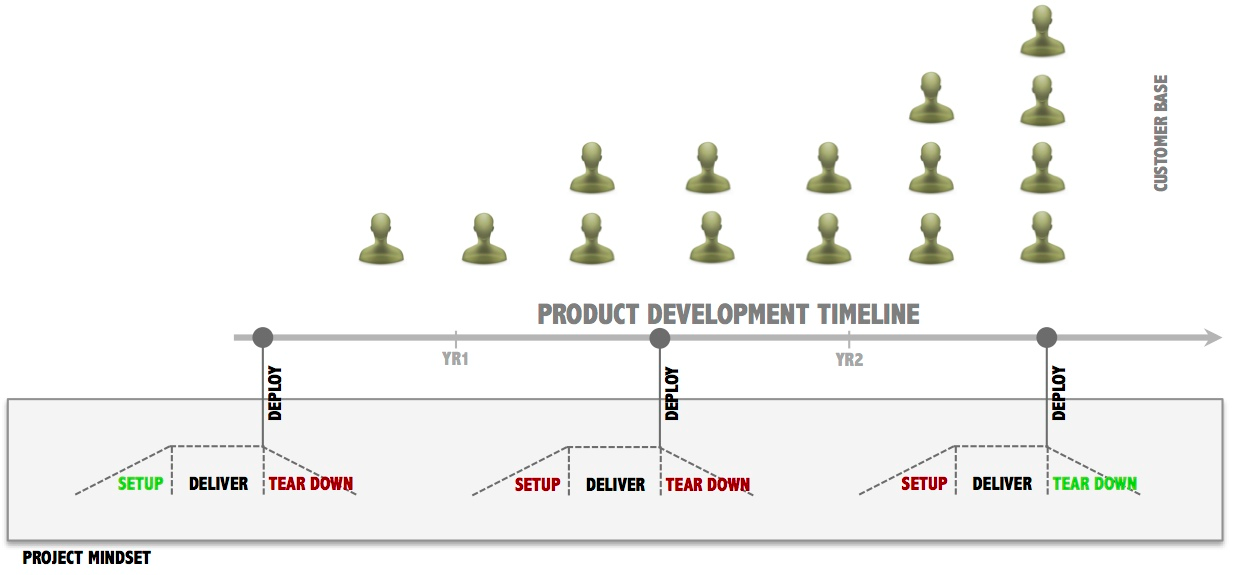 CUSTOMER BASE
PRODUCT DEVELOPMENT TIMELINE
YR1
YR2
DEPLOY
DEPLOY
DEPLOY
SETUP
DELIVER
TEAR DOWN
SETUP
DELIVER
TEAR DOWN
SETUP
DELIVER
TEAR DOWN
PROJECT MINDSET